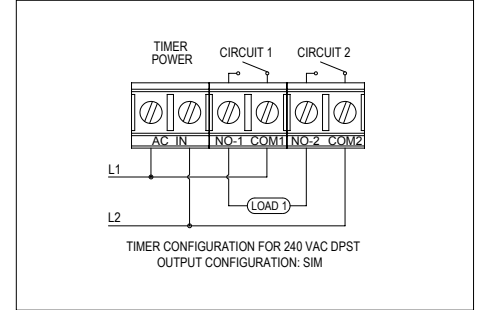 TIMER
POWER
CIRCUIT 1
CIRCUIT 2
AC IN
NO-1
COM1
NO-2
COM2
L1
LOAD 1
L2
TIMER CONFIGURATION FOR 240 VAC DPST
OUTPUT CONFIGURATION: SIM